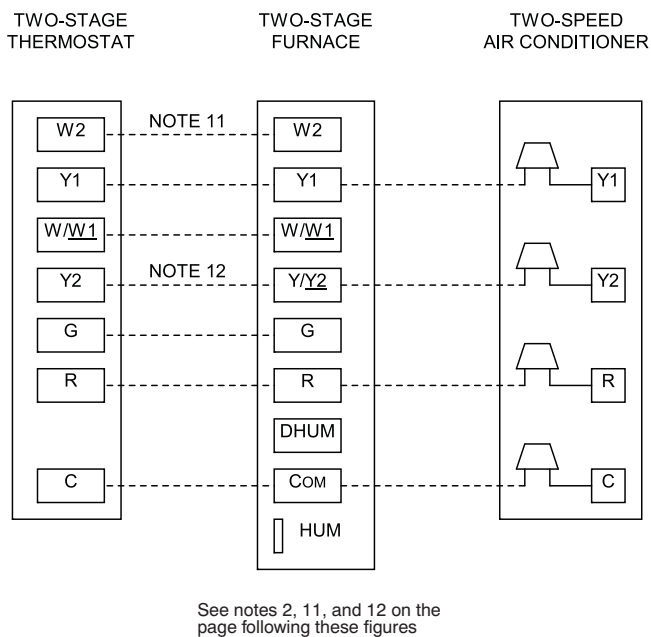 TWO-STAGE THERMOSTAT
TWO-STAGE FURNACE
TWO-SPEED AIR CONDITIONER
W2 NOTE 11 W2
Y1 Y1 Y1
W/W1 W/W1
Y2 NOTE 12 Y/Y2 Y2
G G
R R R
DHUM
C COM C
HUM
See notes 2, 11, and 12 on the
page following these figures